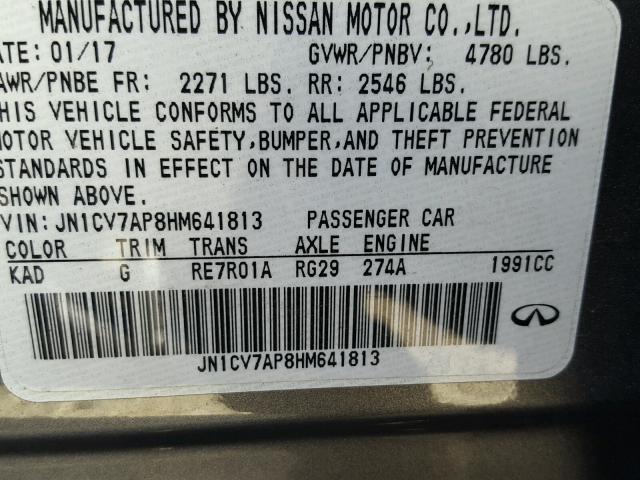 MANUFACTURED BY NISSAN MOTOR CO.,LTD.
DATE: 01/17 GVWR/PNBV: 4780 LBS.
AWR/PNBE FR: 2271 LBS. RR: 2546 LBS.
THIS VEHICLE CONFORMS TO ALL APPLICABLE FEDERAL
MOTOR VEHICLE SAFETY,BUMPER,AND THEFT PREVENTION
STANDARDS IN EFFECT ON THE DATE OF MANUFACTURE
SHOWN ABOVE.
VIN: JN1CV7AP8HM641813 PASSENGER CAR
COLOR TRIM TRANS AXLE ENGINE
KAD G RE7R01A RG29 274A 1991CC
JN1CV7AP8HM641813